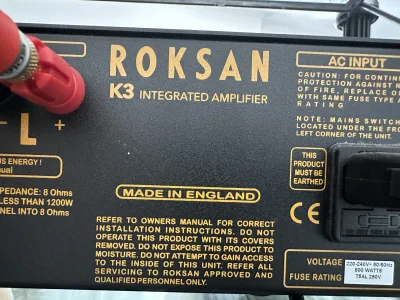 ROKSAN
K3 INTEGRATED AMPLIFIER
- L +
US ENERGY!
ual
PEDANCE: 8 Ohms
LESS THAN 1200W
NEL INTO 8 Ohms
MADE IN ENGLAND
REFER TO OWNERS MANUAL FOR CORRECT
INSTALLATION INSTRUCTIONS. DO NOT
OPERATE THIS PRODUCT WITH ITS COVERS
REMOVED. DO NOT EXPOSE THIS PRODUCT TO
MOISTURE. DO NOT ATTEMPT TO GAIN ACCESS
TO THE INSIDE OF THIS UNIT. REFER ALL
SERVICING TO ROKSAN APPROVED AND
QUALIFIED PERSONNEL ONLY.
AC INPUT
CAUTION: FOR CONTINU
PROTECTION AGAINST R
OF FIRE, REPLACE O
WITH SAME FUSE TYPE A
RATING
NOTE: MAINS SWITCH
LOCATED UNDER THE FRO
LEFT CORNER OF THE UNIT.
THIS
PRODUCT
MUST BE
EARTHED
CE
VOLTAGE
220-240V~ 50/60Hz
800 WATTS
FUSE RATING
T5AL 250V